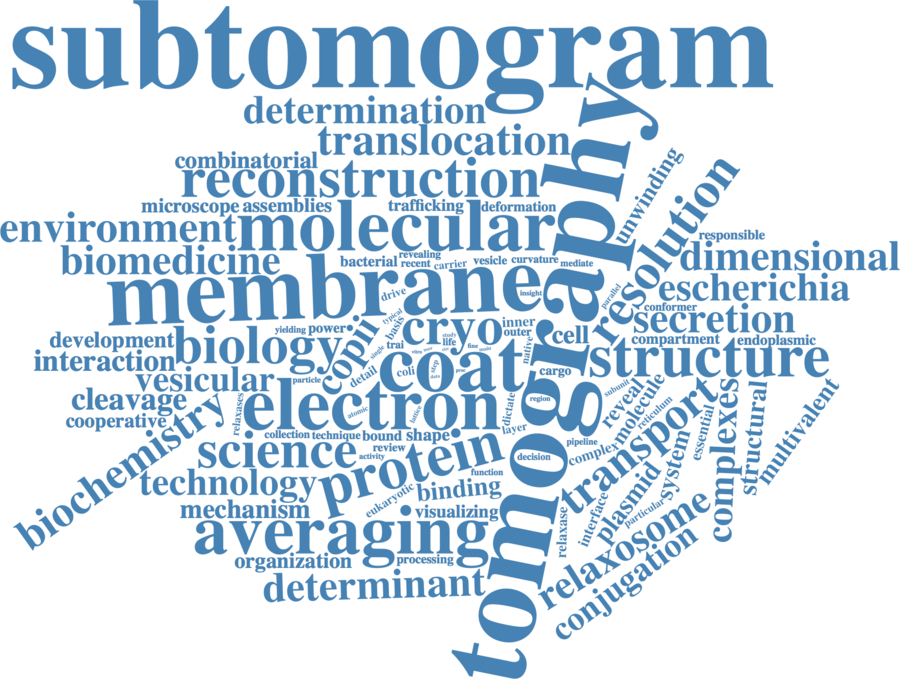 subtomogram
determination
translocation
combinatorial
reconstruction
microscope
assemblies
trafficking
deformation
environment
molecular
tomography
unwinding
resolution
responsible
biomedicine
bacterial
revealing
recent
carrier
vesicle
curvature
mediate
dimensional
membrane
drive
insight
parallel
escherichia
conformer
typical
basis
copii
cryo
inner
outer
cell
secretion
development
biology
yielding
power
study
life
native
compartment
endoplasmic
interaction
single
trai
coat
structure
vesicular
particle
detail
coli
step
data
cargo
cleavage
relaxases
electron
atomic
lattice
dictate
region
subunit
reveal
molecule
reticulum
cooperative
layer
transport
essential
complexes
structural
multivalent
biochemistry
collection
technique
bound
shape
pipeline
science
review
activity
protein
function
decision
complex
system
technology
eukaryotic
binding
plasmid
particular
mechanism
visualizing
interface
relaxase
averaging
relaxosome
organization
processing
conjugation
determinant